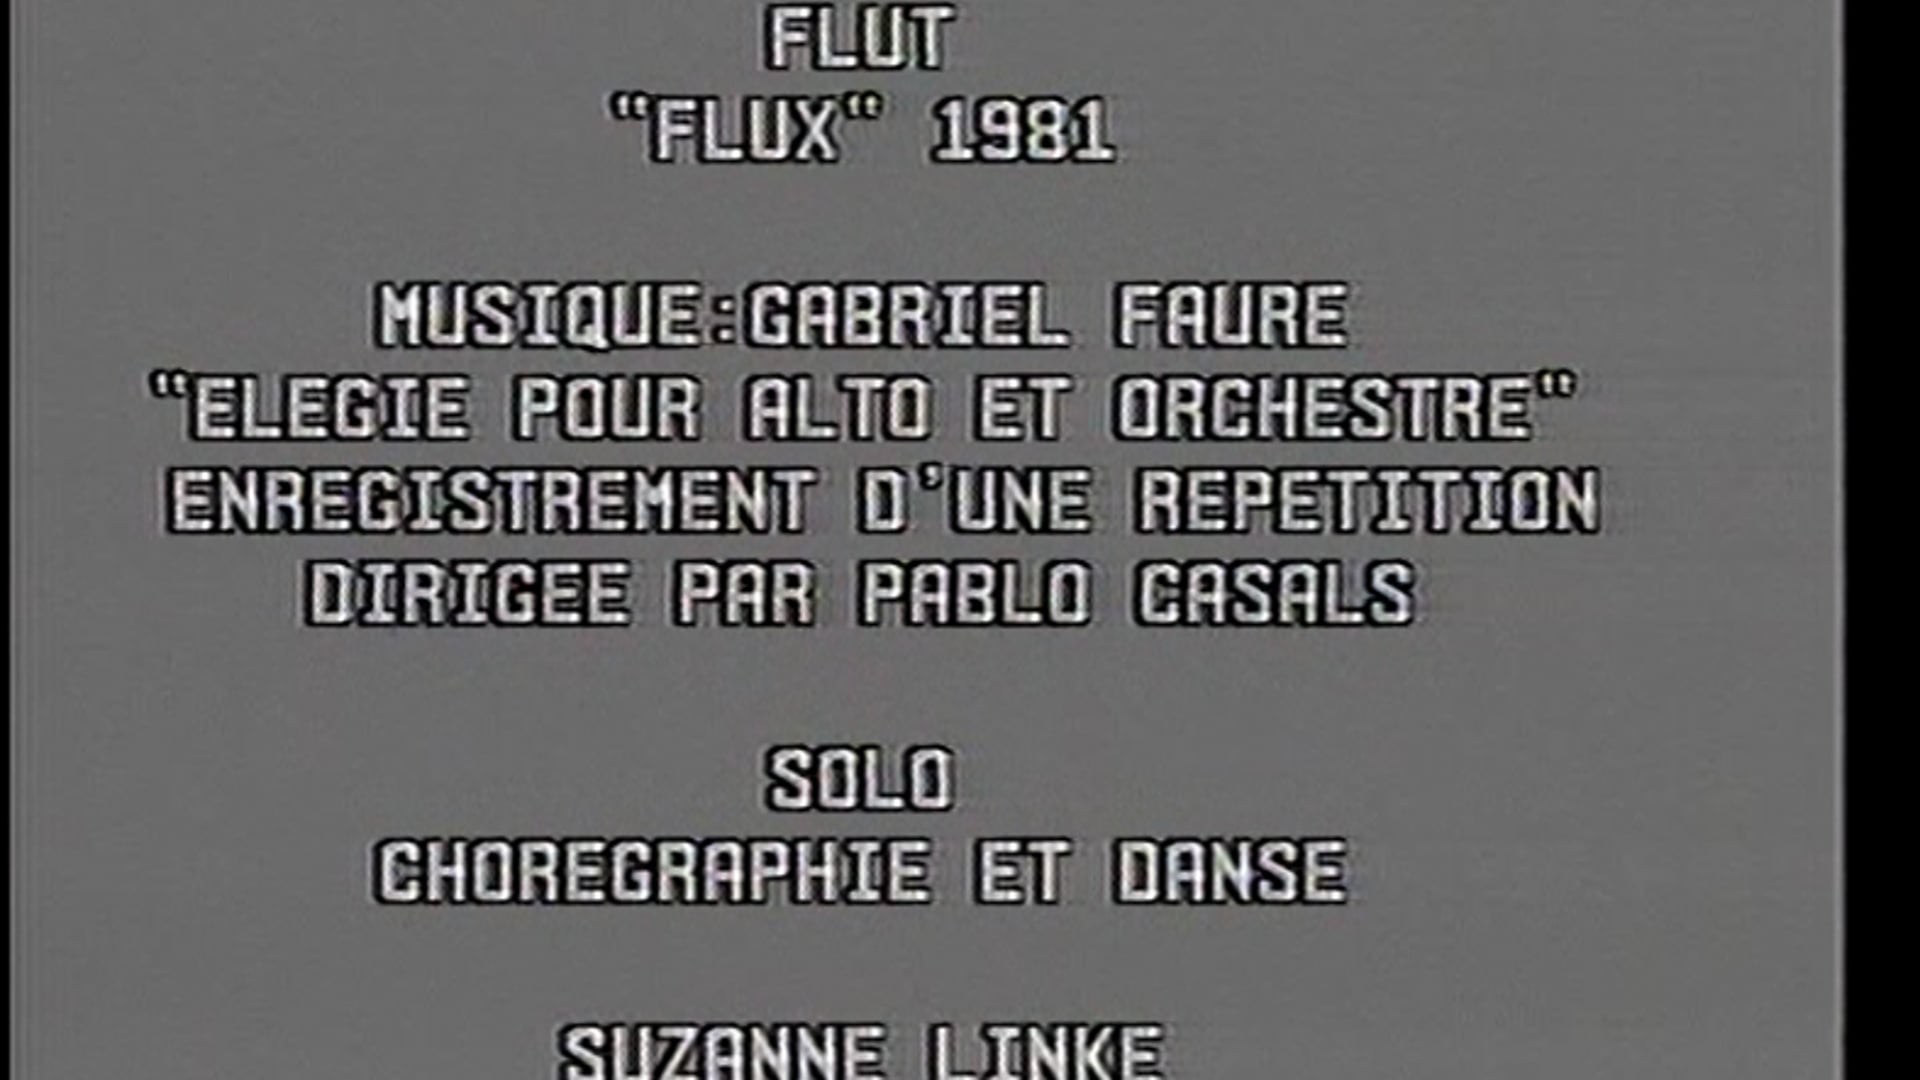 FLUT
"FLUX" 1981
MUSIQUE:GABRIEL FAURE
"ELEGIE POUR ALTO ET ORCHESTRE"
ENREGISTREMENT D'UNE REPETITION
DIRIGEE PAR PABLO CASALS
SOLO
CHOREGRAPHIE ET DANSE
SUZANNE LINKE